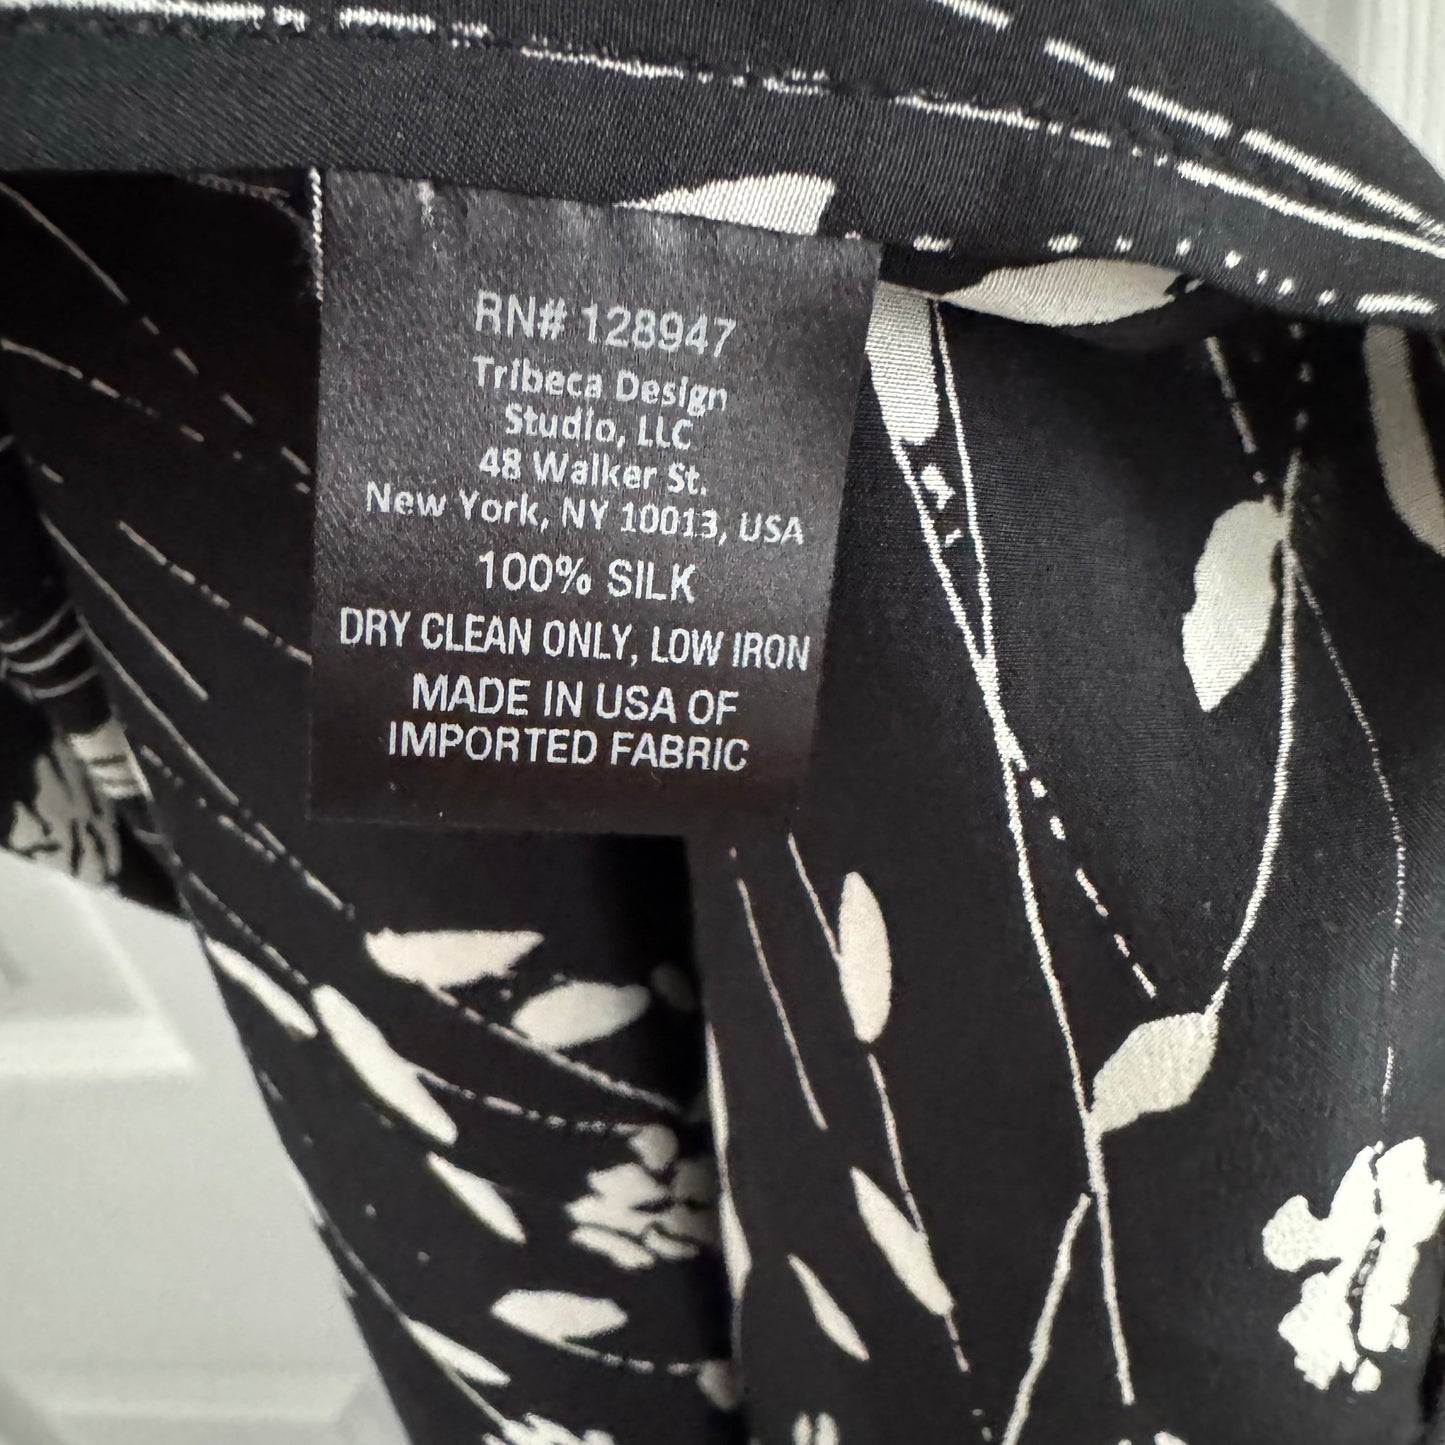 RN# 128947
Tribeca Design
Studio, LLC
48 Walker St.
New York, NY 10013, USA
100% SILK
DRY CLEAN ONLY, LOW IRON
MADE IN USA OF
IMPORTED FABRIC